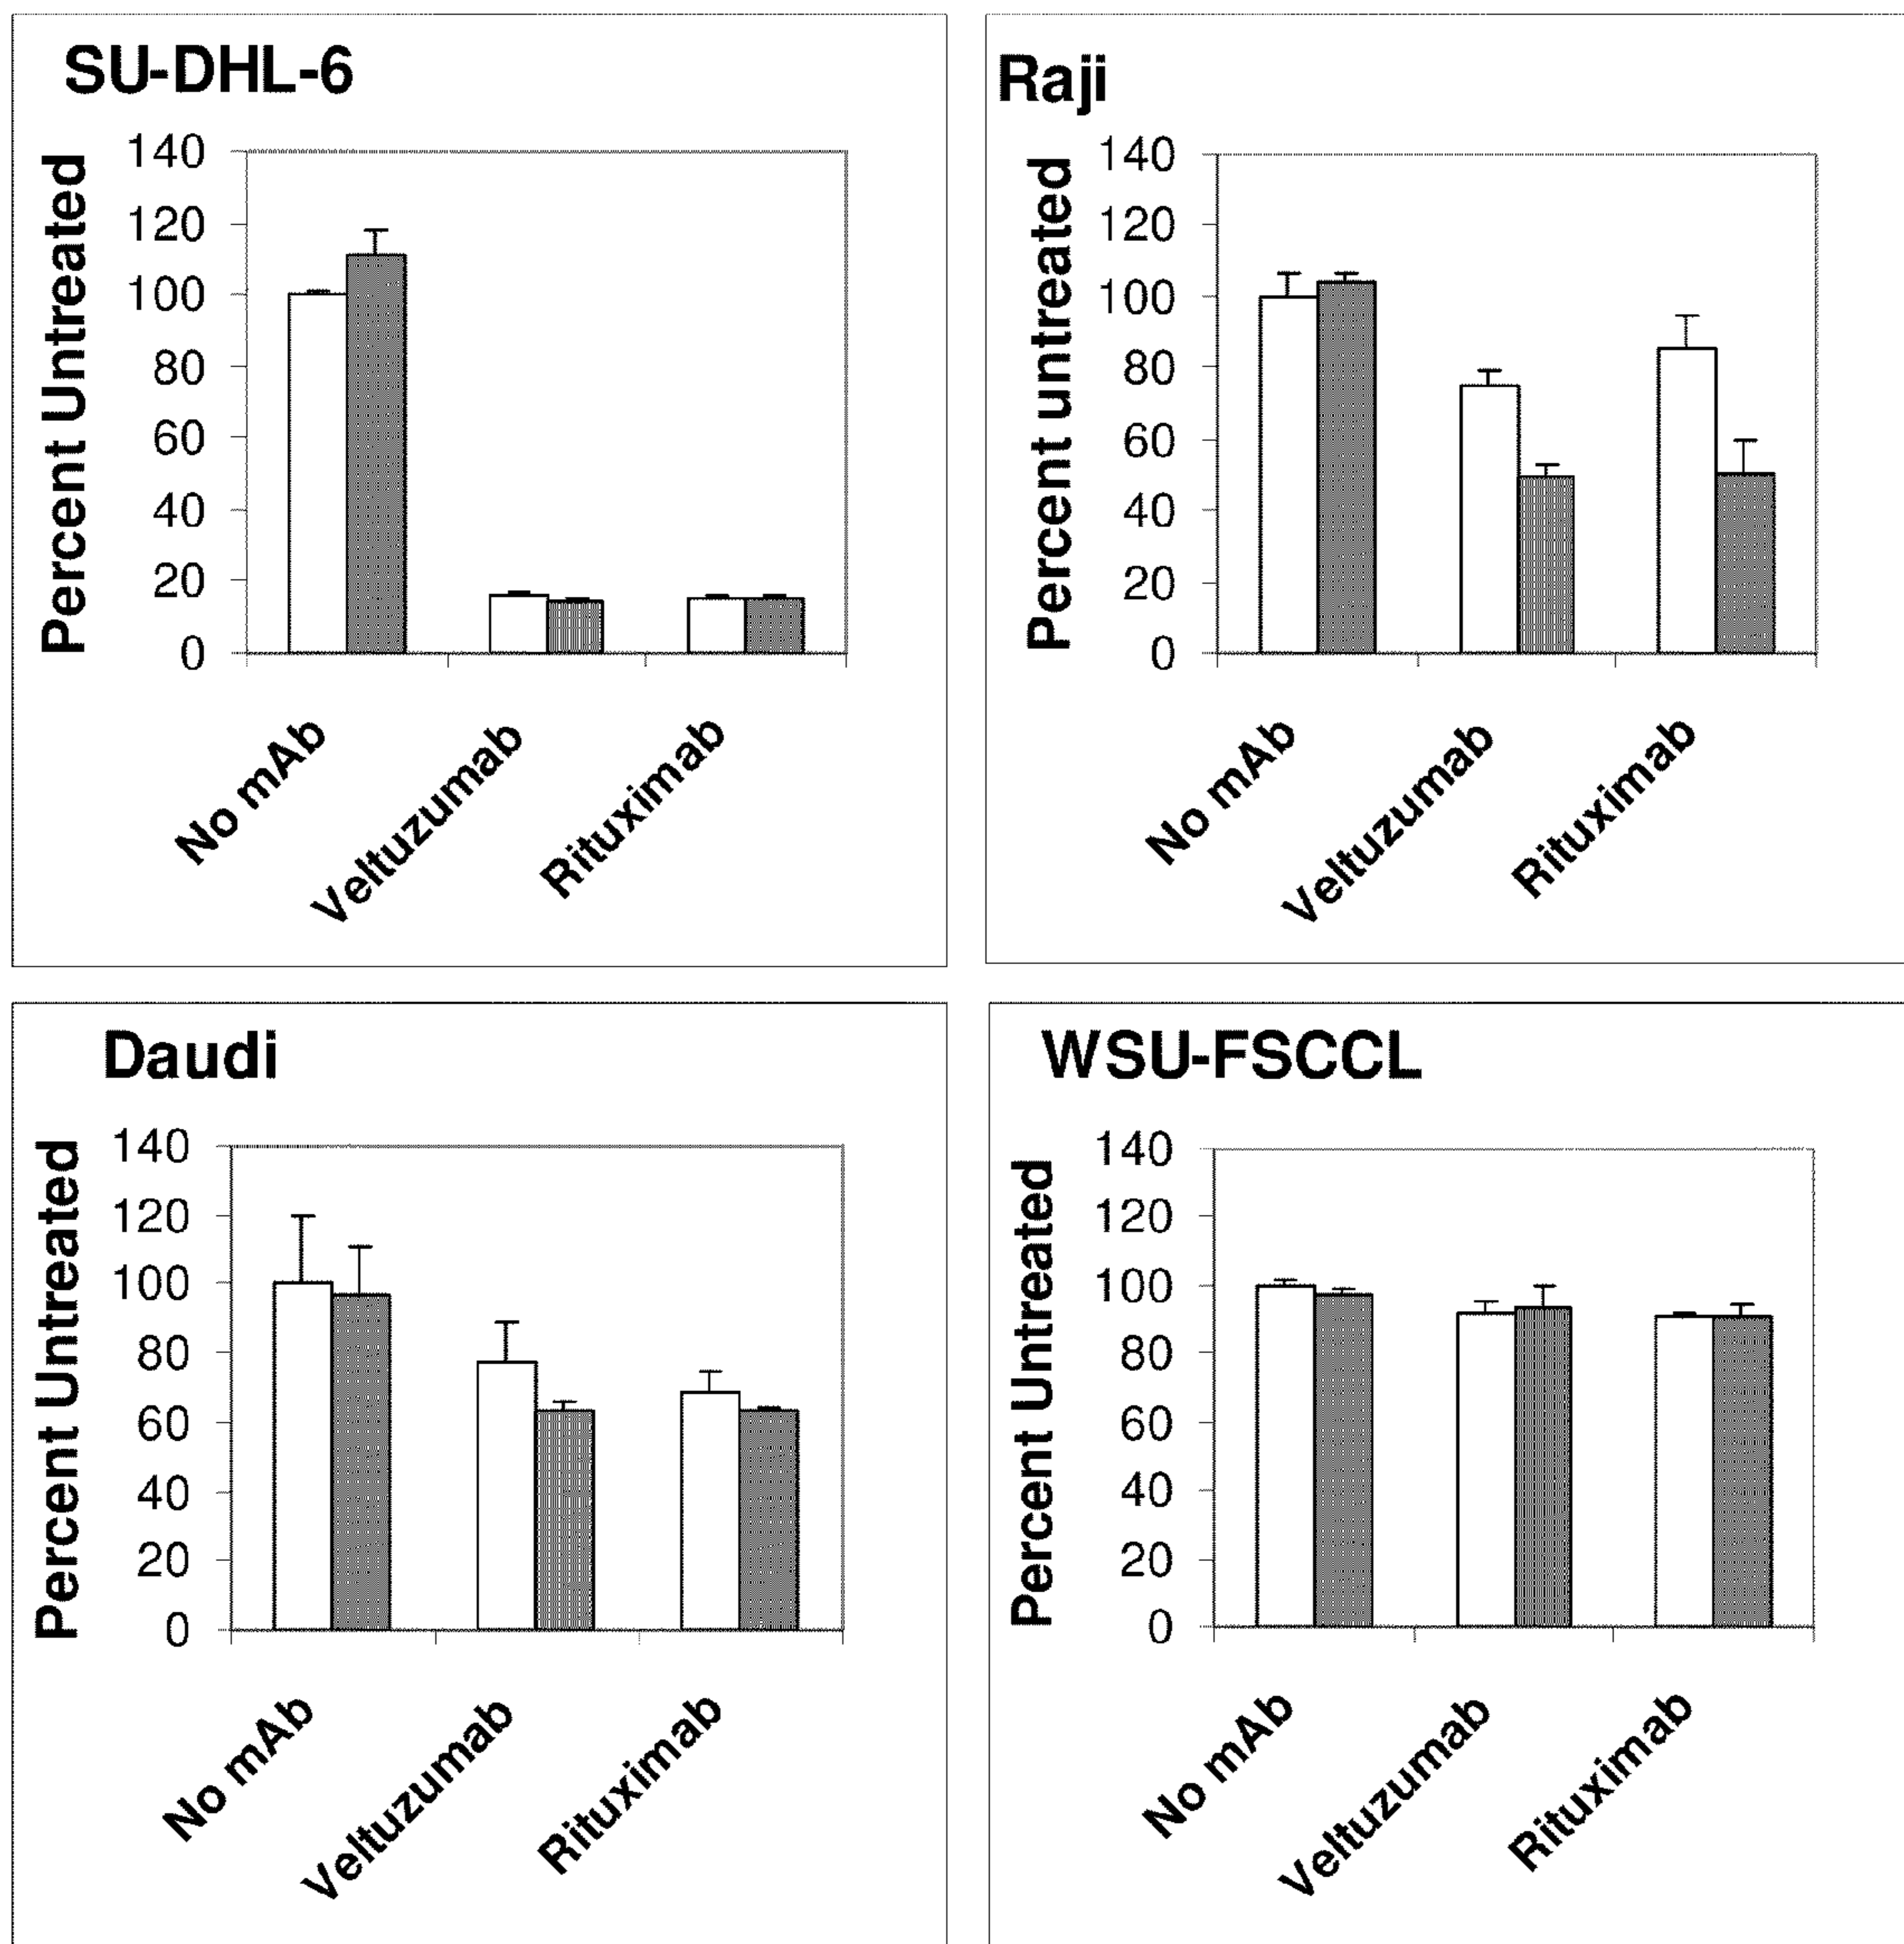 SU-DHL-6
Percent Untreated
140
120
100
80
60
40
20
0
No mAb
Veltuzumab
Rituximab
Raji
Percent untreated
140
120
100
80
60
40
20
0
No mAb
Veltuzumab
Rituximab
Daudi
Percent Untreated
140
120
100
80
60
40
20
0
No mAb
Veltuzumab
Rituximab
WSU-FSCCL
Percent Untreated
140
120
100
80
60
40
20
0
No mAb
Veltuzumab
Rituximab